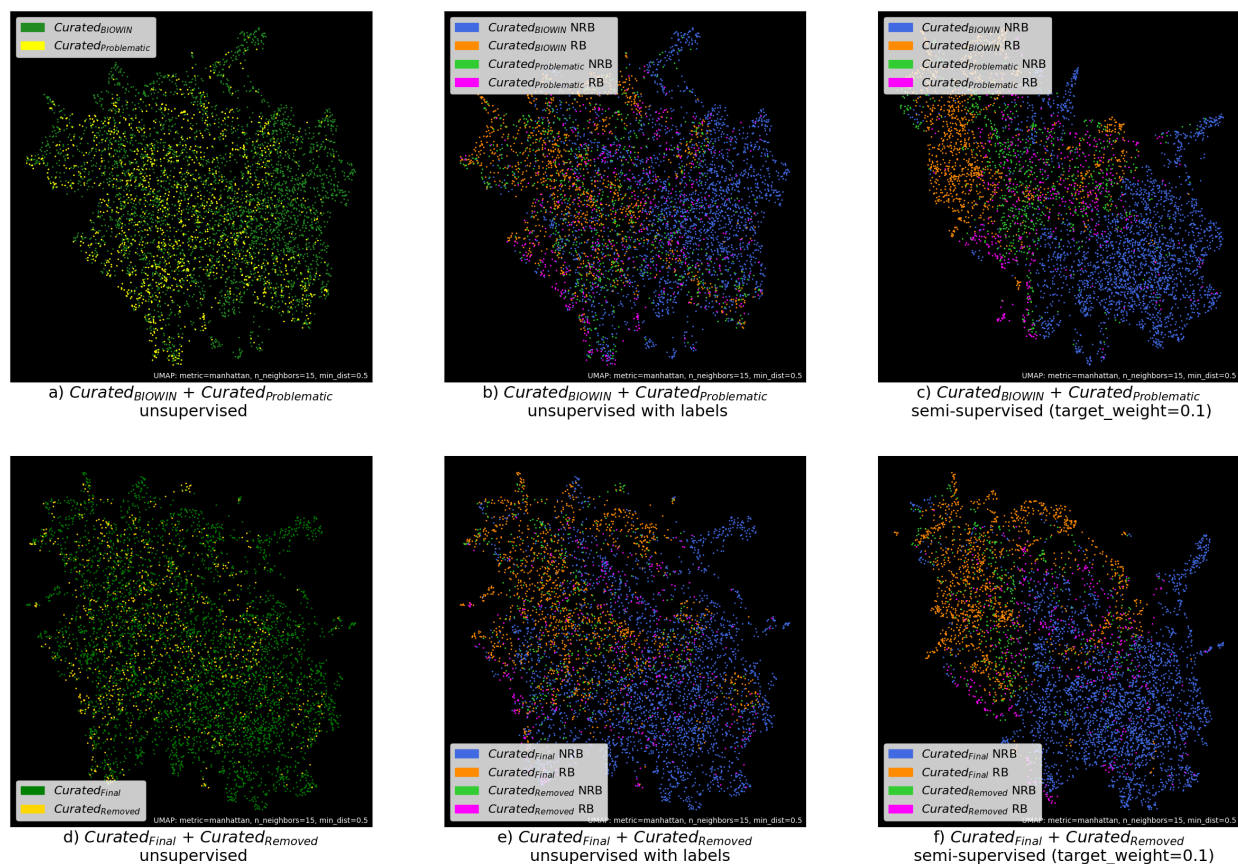 Curated_BIOWIN
Curated_Problematic
UMAP: metric=manhattan, n_neighbors=15, min_dist=0.5
a) Curated_BIOWIN + Curated_Problematic
unsupervised
Curated_BIOWIN NRB
Curated_BIOWIN RB
Curated_Problematic NRB
Curated_Problematic RB
UMAP: metric=manhattan, n_neighbors=15, min_dist=0.5
b) Curated_BIOWIN + Curated_Problematic
unsupervised with labels
Curated_BIOWIN NRB
Curated_BIOWIN RB
Curated_Problematic NRB
Curated_Problematic RB
UMAP: metric=manhattan, n_neighbors=15, min_dist=0.5
c) Curated_BIOWIN + Curated_Problematic
semi-supervised (target_weight=0.1)
Curated_Final
Curated_Removed
UMAP: metric=manhattan, n_neighbors=15, min_dist=0.5
d) Curated_Final + Curated_Removed
unsupervised
Curated_Final NRB
Curated_Final RB
Curated_Removed NRB
Curated_Removed RB
UMAP: metric=manhattan, n_neighbors=15, min_dist=0.5
e) Curated_Final + Curated_Removed
unsupervised with labels
Curated_Final NRB
Curated_Final RB
Curated_Removed NRB
Curated_Removed RB
UMAP: metric=manhattan, n_neighbors=15, min_dist=0.5
f) Curated_Final + Curated_Removed
semi-supervised (target_weight=0.1)